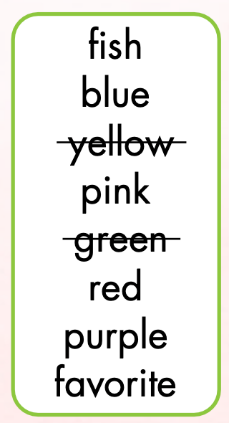 fish
blue
yellow
pink
green
red
purple
favorite